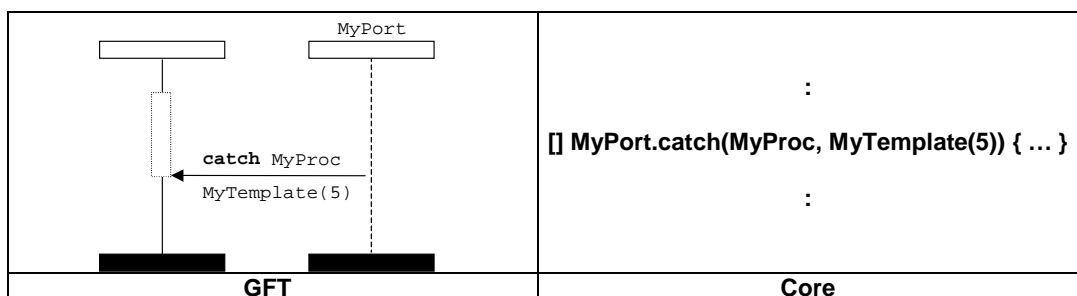 MyPort
catch MyProc
MyTemplate(5)
:
[] MyPort.catch(MyProc, MyTemplate(5)) { … }
:
GFT
Core